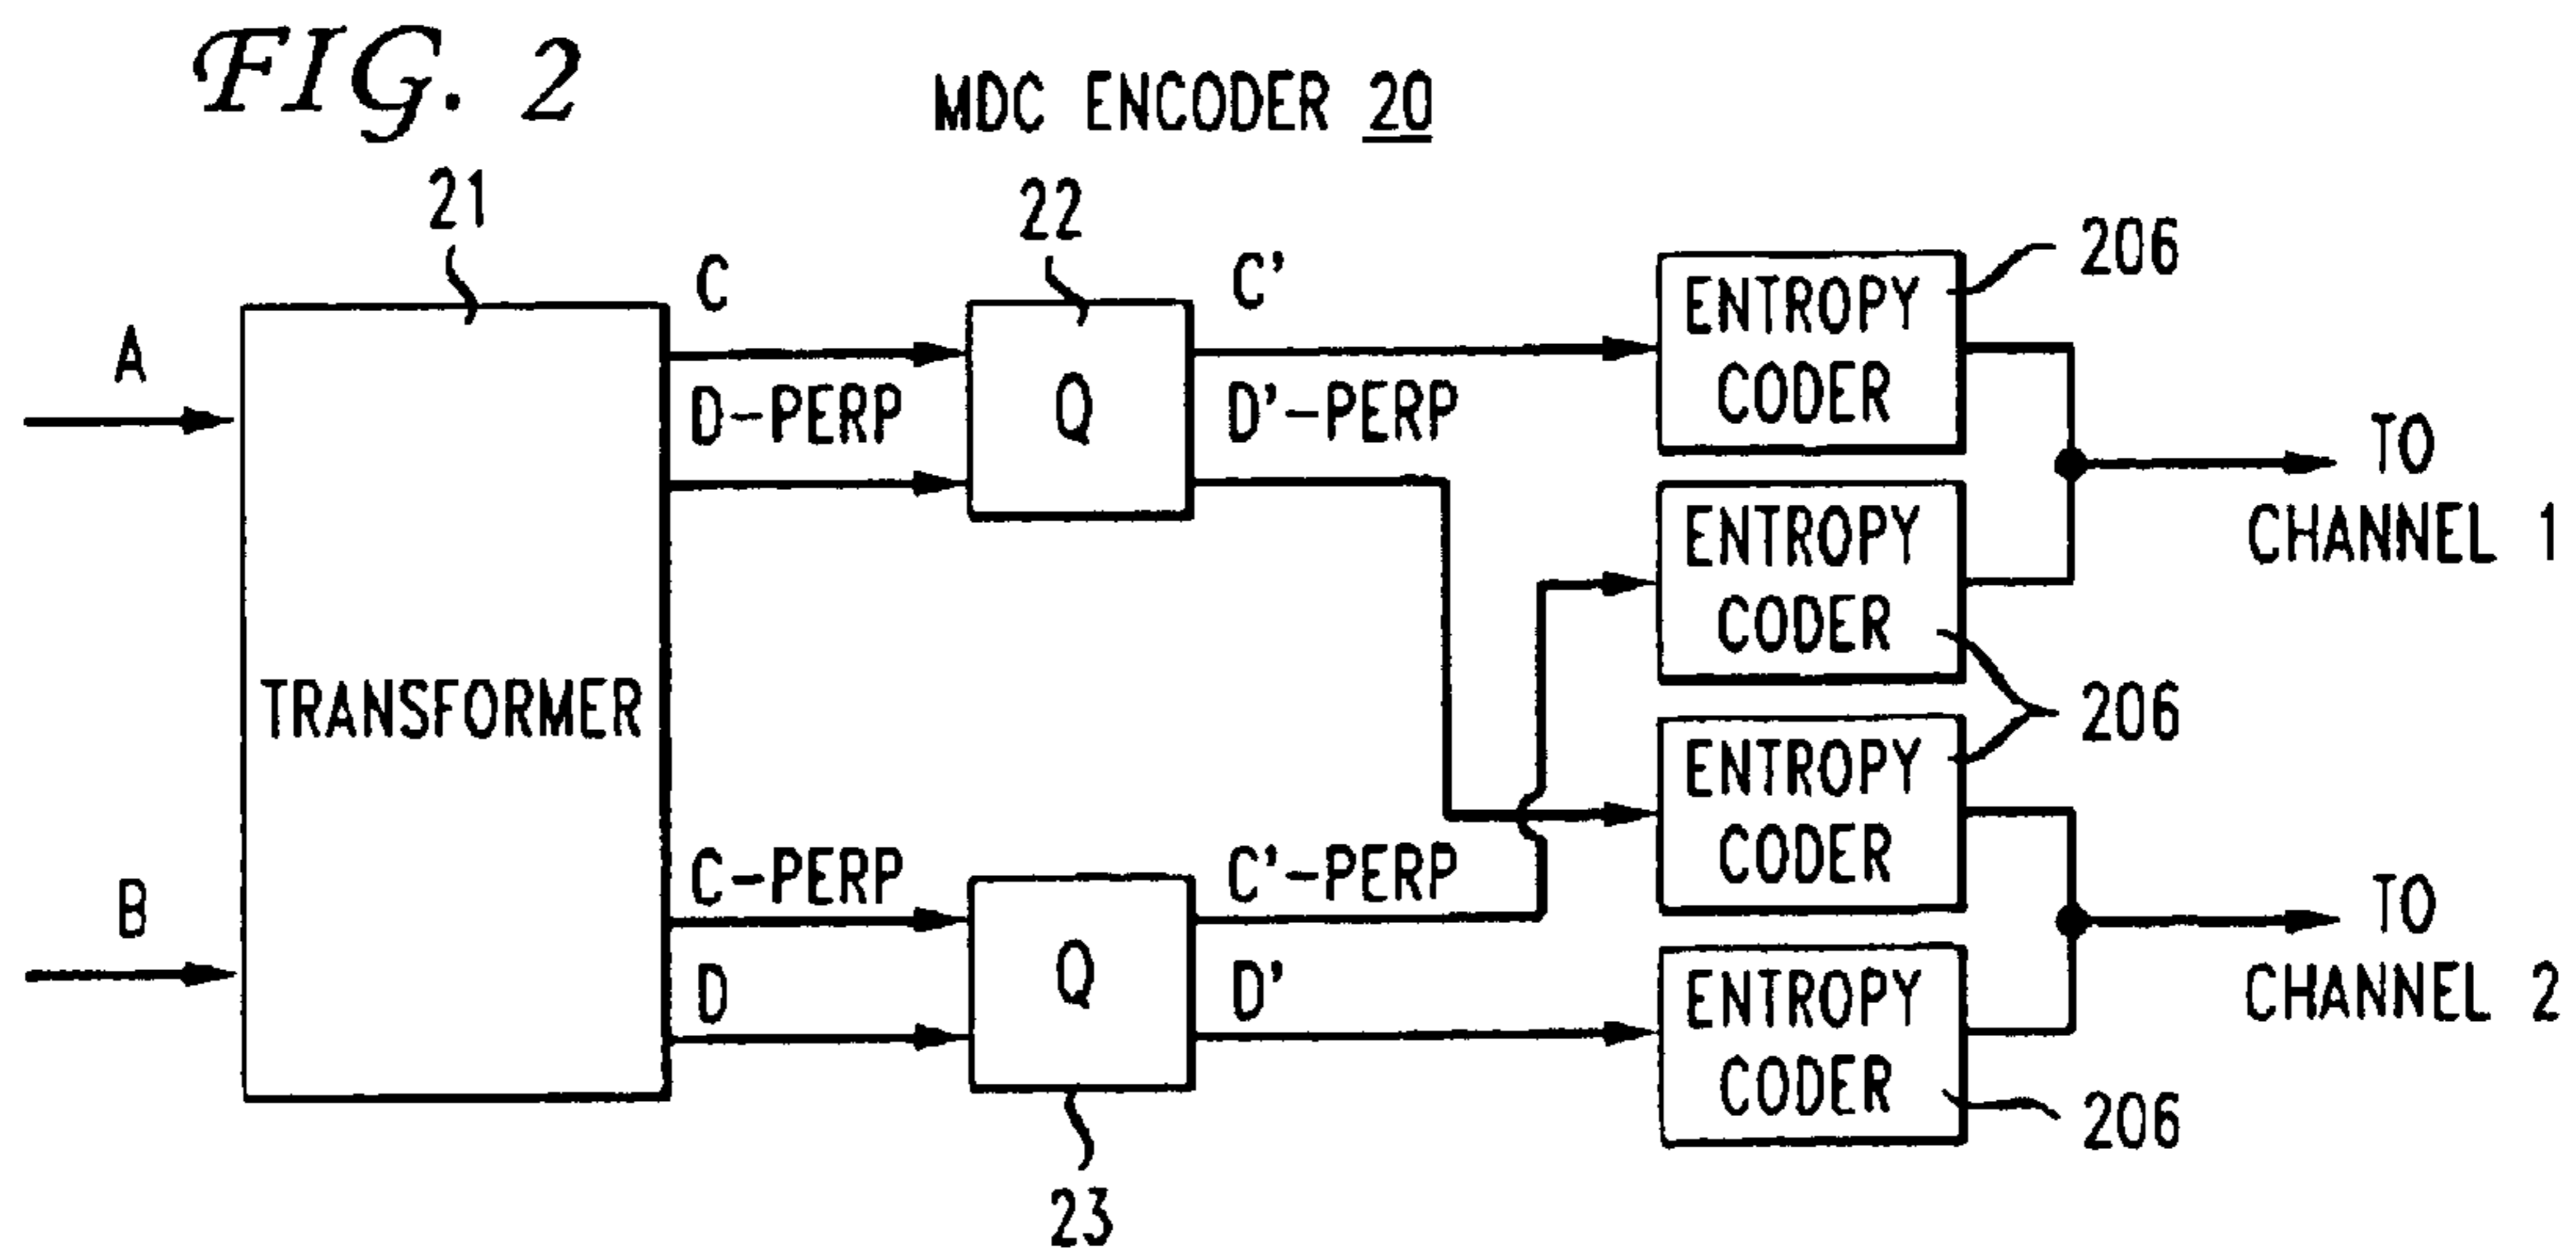 FIG. 2
MDC ENCODER 20
21
22
206
A
C
D-PERP
Q
C'
D'-PERP
ENTROPY
CODER
TO
CHANNEL 1
ENTROPY
CODER
TRANSFORMER
206
ENTROPY
CODER
B
C-PERP
D
Q
C'-PERP
D'
TO
CHANNEL 2
ENTROPY
CODER
206
23